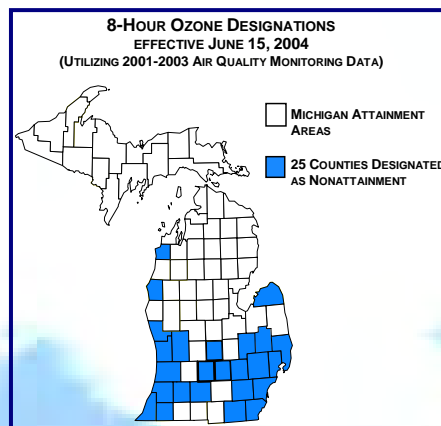 8-Hour Ozone Designations
effective June 15, 2004
(Utilizing 2001-2003 Air Quality Monitoring Data)
Michigan Attainment
Areas
25 Counties Designated
as Nonattainment